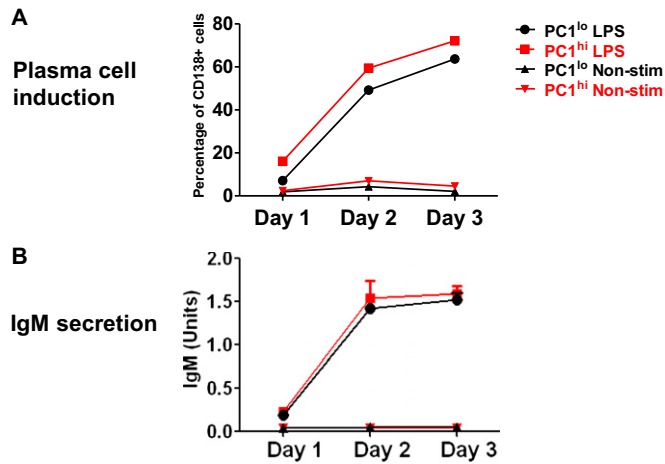 A
Plasma cell
induction
Percentage of CD138+ cells
80
60
40
20
0
Day 1 Day 2 Day 3
PC1lo LPS
PC1hi LPS
PC1lo Non-stim
PC1hi Non-stim
B
IgM secretion
IgM (Units)
2.0
1.5
1.0
0.5
0.0
Day 1 Day 2 Day 3